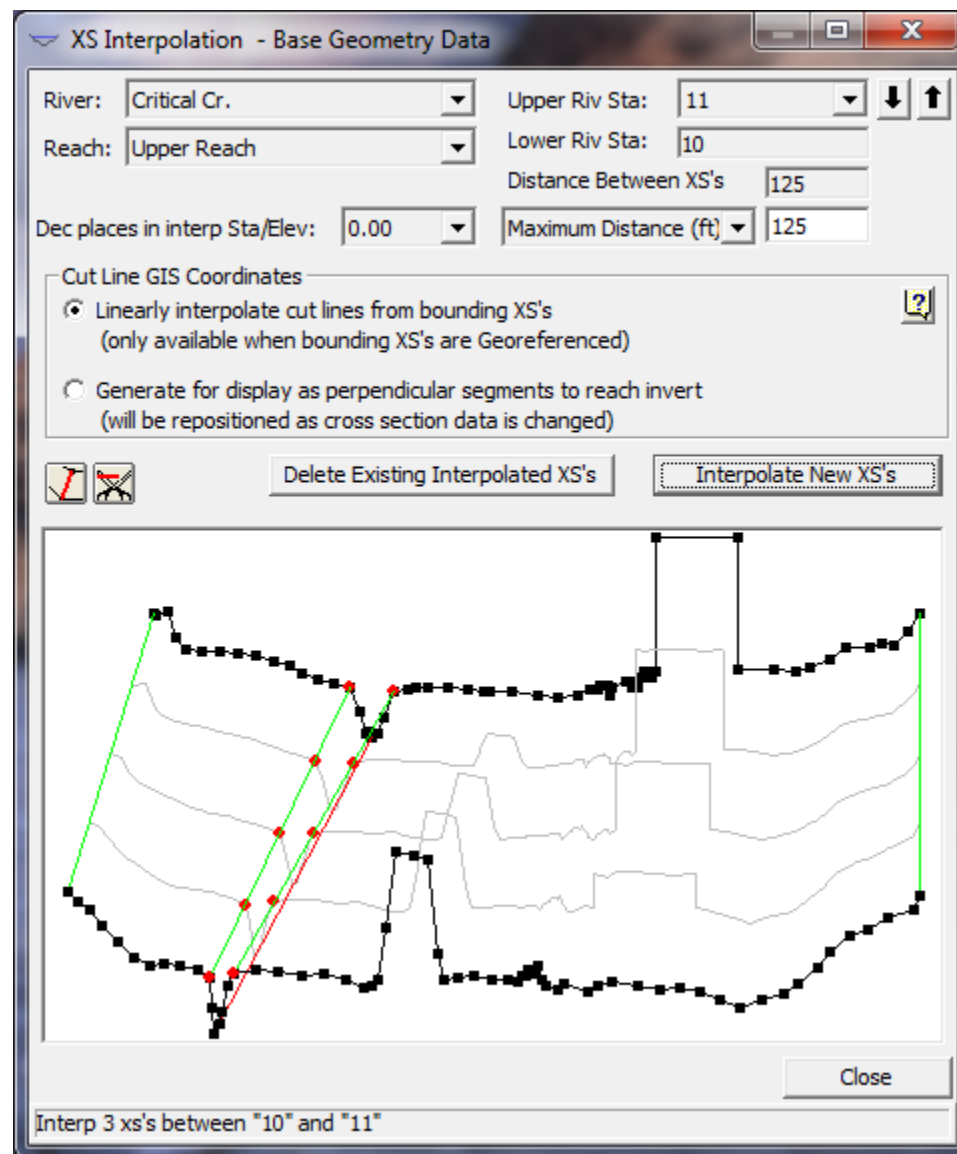 XS Interpolation - Base Geometry Data
River: Critical Cr. Upper Riv Sta: 11
Reach: Upper Reach Lower Riv Sta: 10
Distance Between XS's 125
Dec places in interp Sta/Elev: 0.00 Maximum Distance (ft) 125
Cut Line GIS Coordinates
Linearly interpolate cut lines from bounding XS's
(only available when bounding XS's are Georeferenced)
?
Generate for display as perpendicular segments to reach invert
(will be repositioned as cross section data is changed)
Delete Existing Interpolated XS's Interpolate New XS's
Close
Interp 3 xs's between "10" and "11"